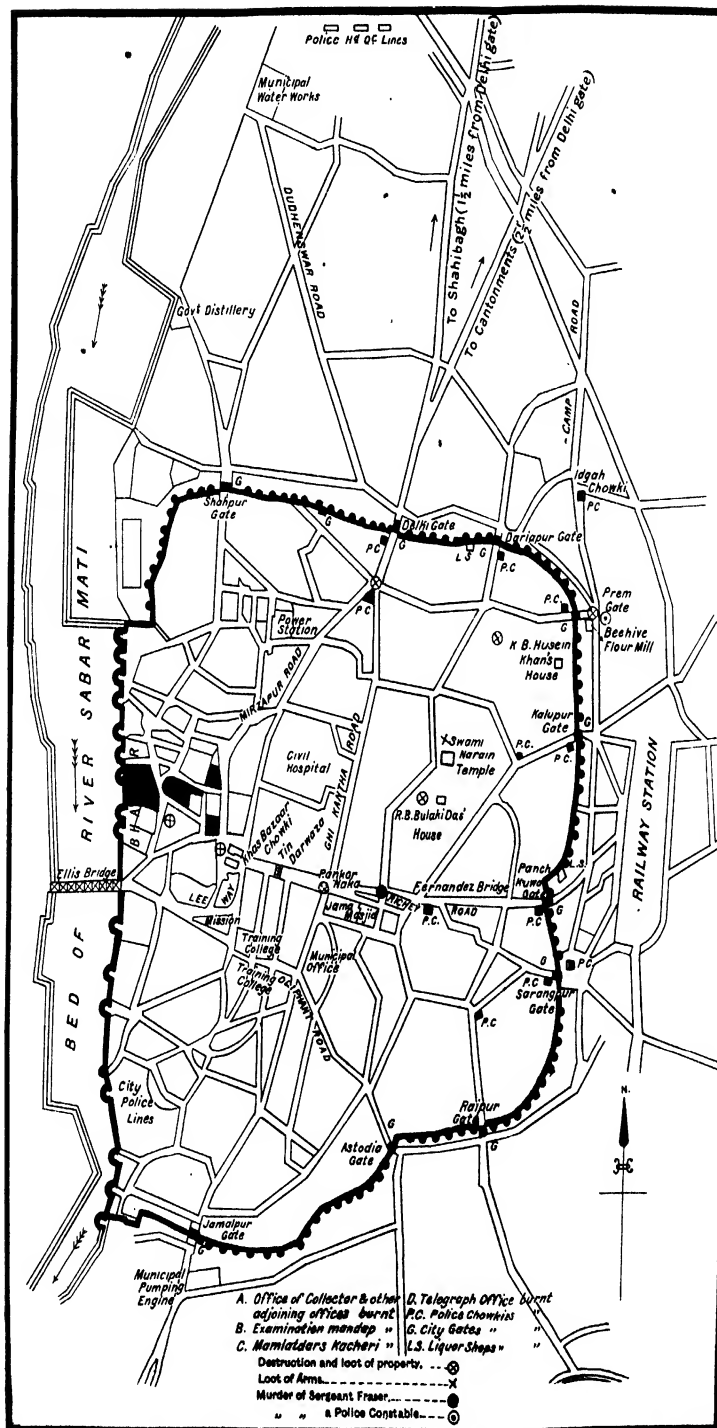 Police Hd Qr Lines
Municipal
Water Works
To Shahibagh (1½ miles from Delhi gate)
To Cantonments (2½ miles from Delhi gate)
DUDHENSWAR ROAD
Govt Distillery
CAMP ROAD
Idgah
Chowki
P C
Shahpur
Gate
G
G
Delhi Gate
P C
G
L S
G
Dariapur Gate
P.C.
P.C
P.C.
G
Prem
Gate
Beehive
Flour Mill
Power
Station
MIRZAPUR ROAD
K B. Husein
Khan's
House
RIVER SABAR MATI
BED OF
Kalupur
Gate
G
P.C.
P.C.
Swami
Narain
Temple
Civil
Hospital
GHI KANTHA ROAD
R.B. Bulaki Das'
House
BHADAR
Khas Bazaar
Chowki
Tin
Darwaza
Ellis Bridge
LEE
WAY
Mission
Pankor
Naka
Jama
Masjid
RICHEY ROAD
Fernandez Bridge
P.C.
Panch
Kuwa
Gate
L.S.
P.C
G
RAILWAY STATION
Training
College
Training
College
Municipal
Office
OLIPHANT ROAD
G
P.C.
P.C
Sarangpur
Gate
P.C
City
Police
Lines
Raipur
Gate
G
Astodia
Gate
G
N.
Jamalpur
Gate
G
Municipal
Pumping
Engine
A. Office of Collector & other D. Telegraph Office burnt
adjoining offices burnt P.C. Police Chowkies "
B. Examination mandap " G. City Gates " "
C. Mamlatdars Kacheri " L.S. Liquor Shops " "
Destruction and loot of property
Loot of Arms
Murder of Sergeant Fraser
" " a Police Constable